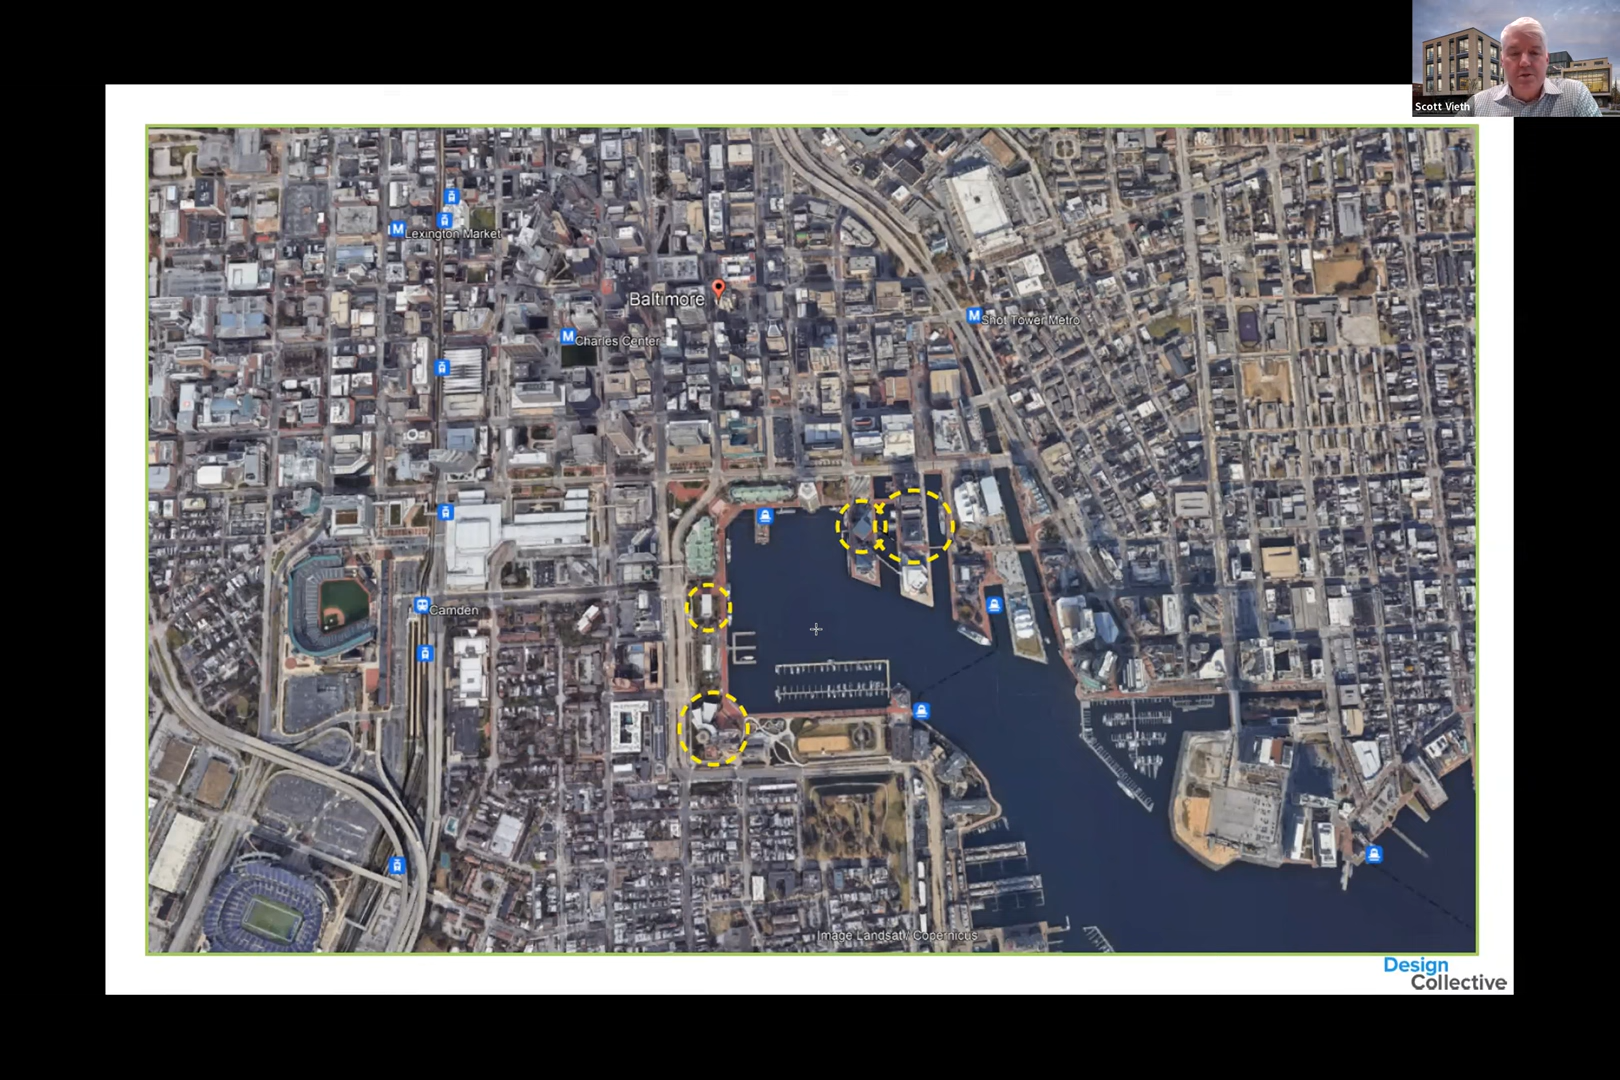 Scott Vieth
M
Lexington Market
Baltimore
M
Shot Tower Metro
M
Charles Center
Camden
Image Landsat / Copernicus
Design
Collective